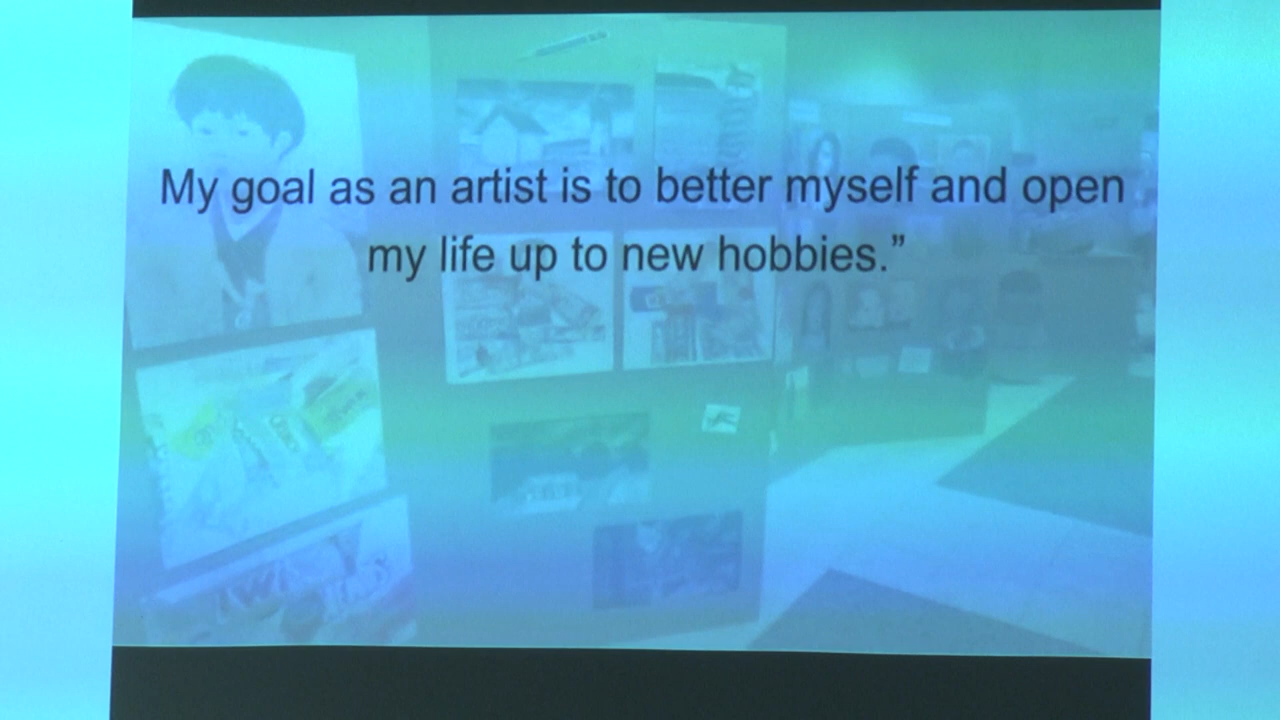 My goal as an artist is to better myself and open
my life up to new hobbies.”